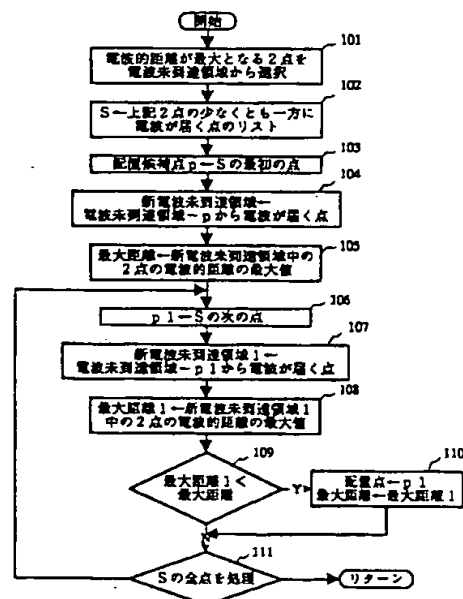 開始
101
電波的距離が最大となる2点を
電波未到達領域から選択
102
S←上記2点の少なくとも一方に
電波が届く点のリスト
103
配置候補点p←Sの最初の点
104
新電波未到達領域←
電波未到達領域−pから電波が届く点
105
最大距離←新電波未到達領域中の
2点の電波的距離の最大値
106
p1←Sの次の点
107
新電波未到達領域1←
電波未到達領域−p1から電波が届く点
108
最大距離1←新電波未到達領域1
中の2点の電波的距離の最大値
109
最大距離1<
最大距離
Y
110
配置点←p1
最大距離←最大距離1
N
111
Sの全点を処理
リターン